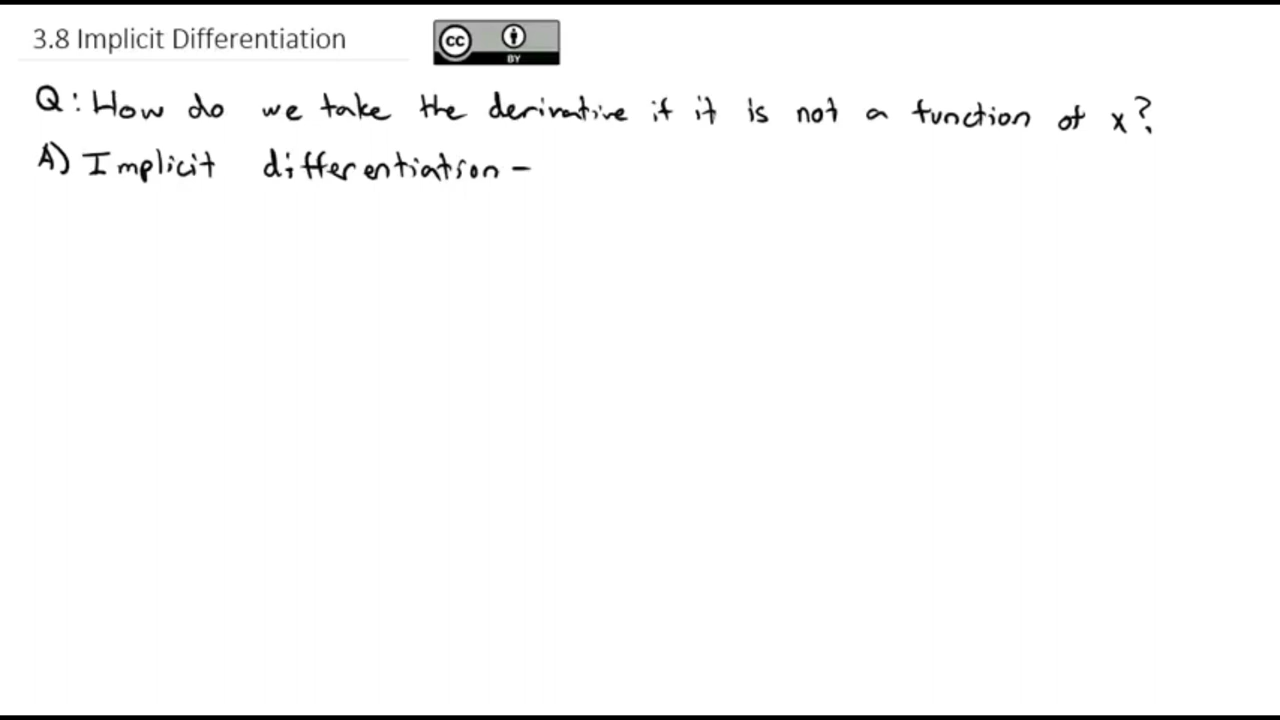 3.8 Implicit Differentiation
cc
BY
Q: How do we take the derivative if it is not a function of x?
A) Implicit differentiation -